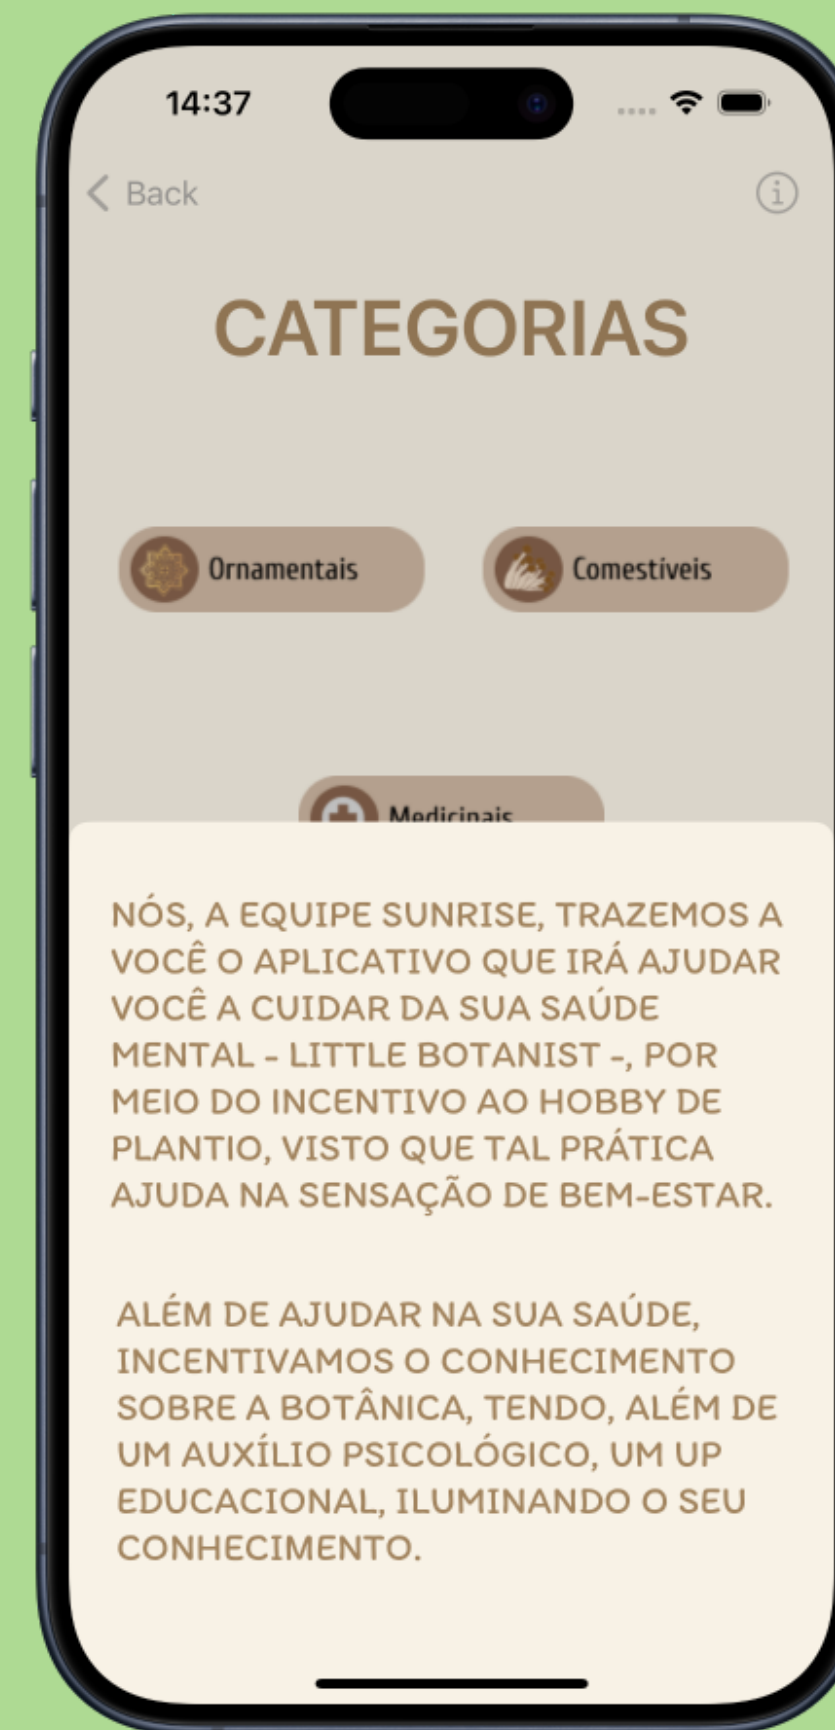 14:37
Back
CATEGORIAS
Ornamentais
Comestíveis
Medicinais
NÓS, A EQUIPE SUNRISE, TRAZEMOS A
VOCÊ O APLICATIVO QUE IRÁ AJUDAR
VOCÊ A CUIDAR DA SUA SAÚDE
MENTAL - LITTLE BOTANIST -, POR
MEIO DO INCENTIVO AO HOBBY DE
PLANTIO, VISTO QUE TAL PRÁTICA
AJUDA NA SENSAÇÃO DE BEM-ESTAR.
ALÉM DE AJUDAR NA SUA SAÚDE,
INCENTIVAMOS O CONHECIMENTO
SOBRE A BOTÂNICA, TENDO, ALÉM DE
UM AUXÍLIO PSICOLÓGICO, UM UP
EDUCACIONAL, ILUMINANDO O SEU
CONHECIMENTO.